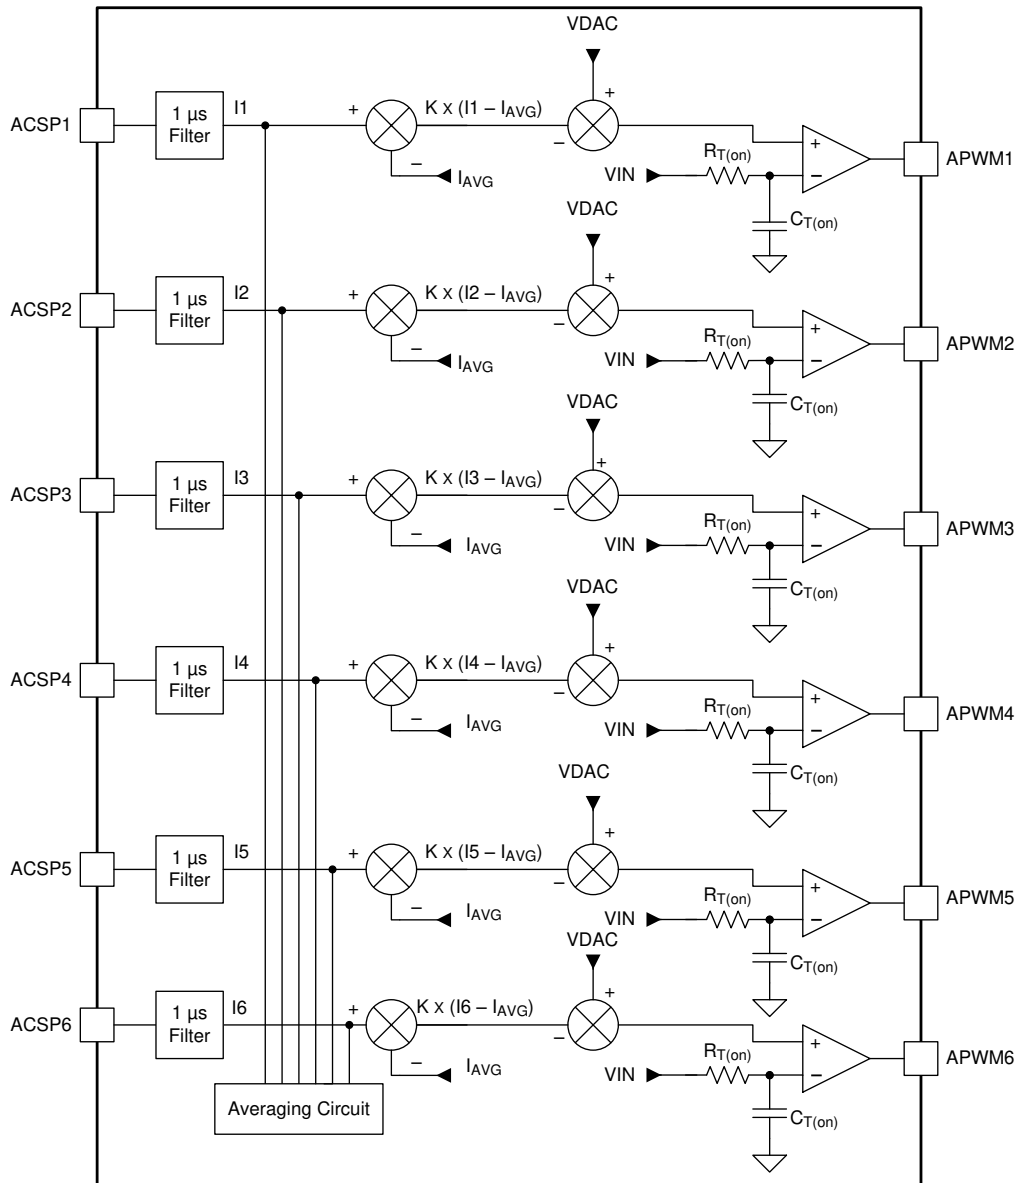 VDAC
ACSP1
1 µs
Filter
I1
+
K x (I1 – IAVG)
+
–
–
IAVG
VIN
RT(on)
+
–
CT(on)
APWM1
VDAC
ACSP2
1 µs
Filter
I2
+
K x (I2 – IAVG)
+
–
–
IAVG
VIN
RT(on)
+
–
CT(on)
APWM2
VDAC
ACSP3
1 µs
Filter
I3
+
K x (I3 – IAVG)
+
–
–
IAVG
VIN
RT(on)
+
–
CT(on)
APWM3
VDAC
ACSP4
1 µs
Filter
I4
+
K x (I4 – IAVG)
+
–
–
IAVG
VIN
RT(on)
+
–
CT(on)
APWM4
VDAC
ACSP5
1 µs
Filter
I5
+
K x (I5 – IAVG)
+
–
–
IAVG
VIN
RT(on)
+
–
CT(on)
APWM5
VDAC
ACSP6
1 µs
Filter
I6
+
K x (I6 – IAVG)
+
–
–
IAVG
VIN
RT(on)
+
–
CT(on)
APWM6
Averaging Circuit